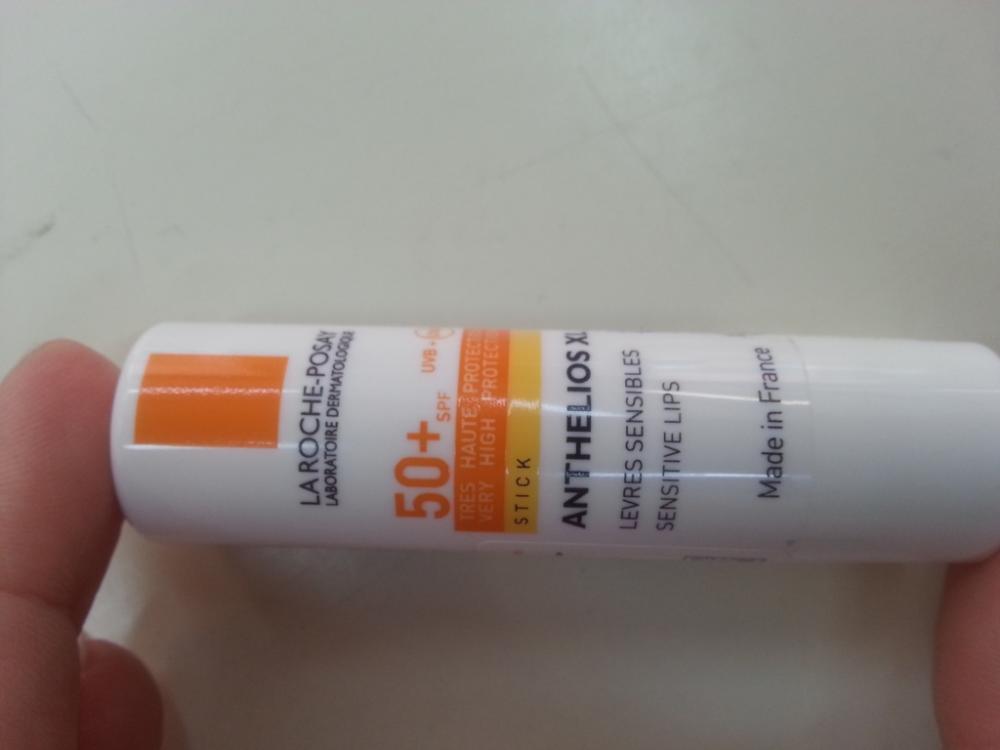 LA ROCHE-POSAY
LABORATOIRE DERMATOLOGIQUE
50+
SPF
UVB +
TRES HAUTE PROTECT
VERY HIGH PROTECT
STICK
ANTHELIOS XL
LEVRES SENSIBLES
SENSITIVE LIPS
Made in France